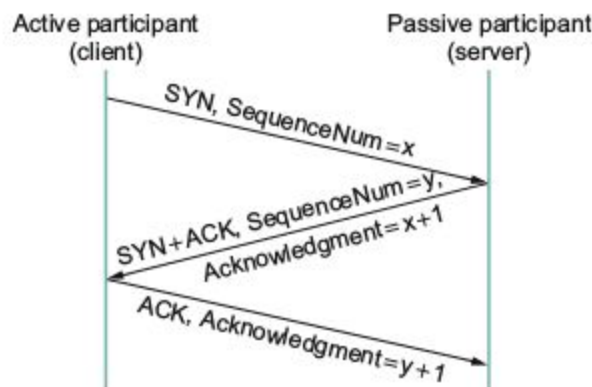 Active participant
(client)
Passive participant
(server)
SYN, SequenceNum=x
SYN+ACK, SequenceNum=y,
Acknowledgment=x+1
ACK, Acknowledgment=y+1